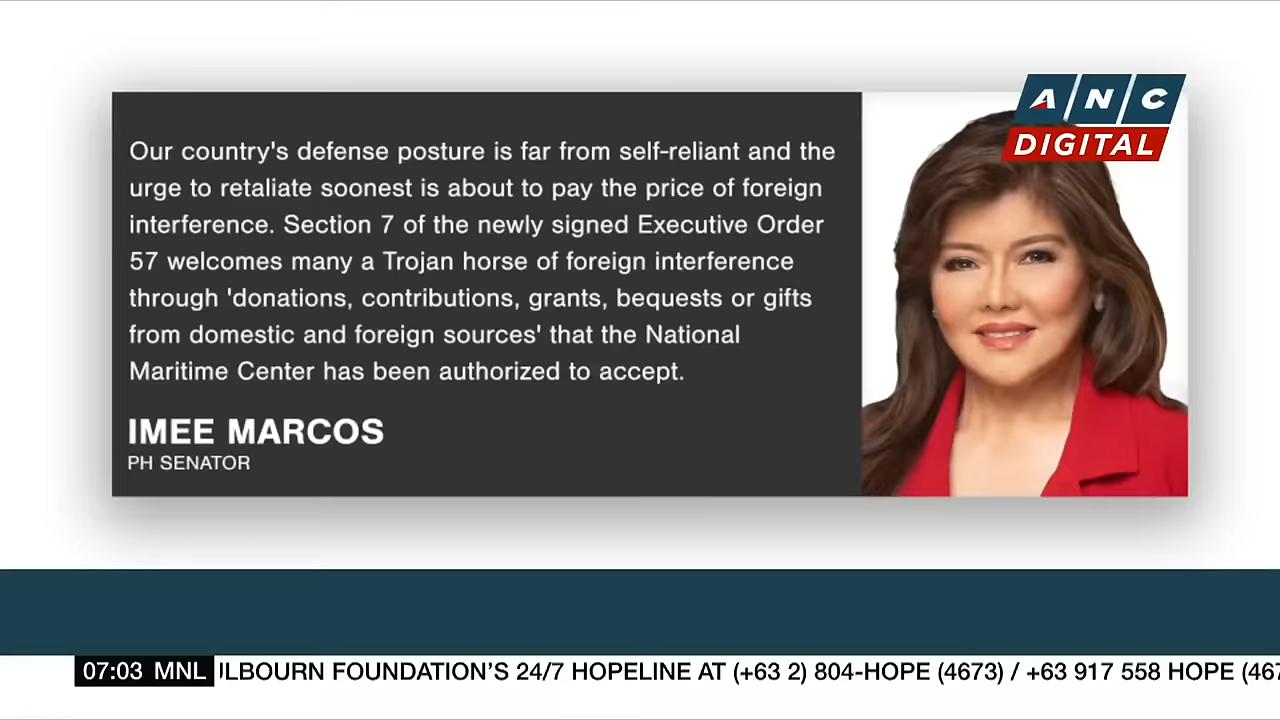 ANC
DIGITAL
Our country's defense posture is far from self-reliant and the
urge to retaliate soonest is about to pay the price of foreign
interference. Section 7 of the newly signed Executive Order
57 welcomes many a Trojan horse of foreign interference
through 'donations, contributions, grants, bequests or gifts
from domestic and foreign sources' that the National
Maritime Center has been authorized to accept.
IMEE MARCOS
PH SENATOR
07:03 MNL ILBOURN FOUNDATION'S 24/7 HOPELINE AT (+63 2) 804-HOPE (4673) / +63 917 558 HOPE (467